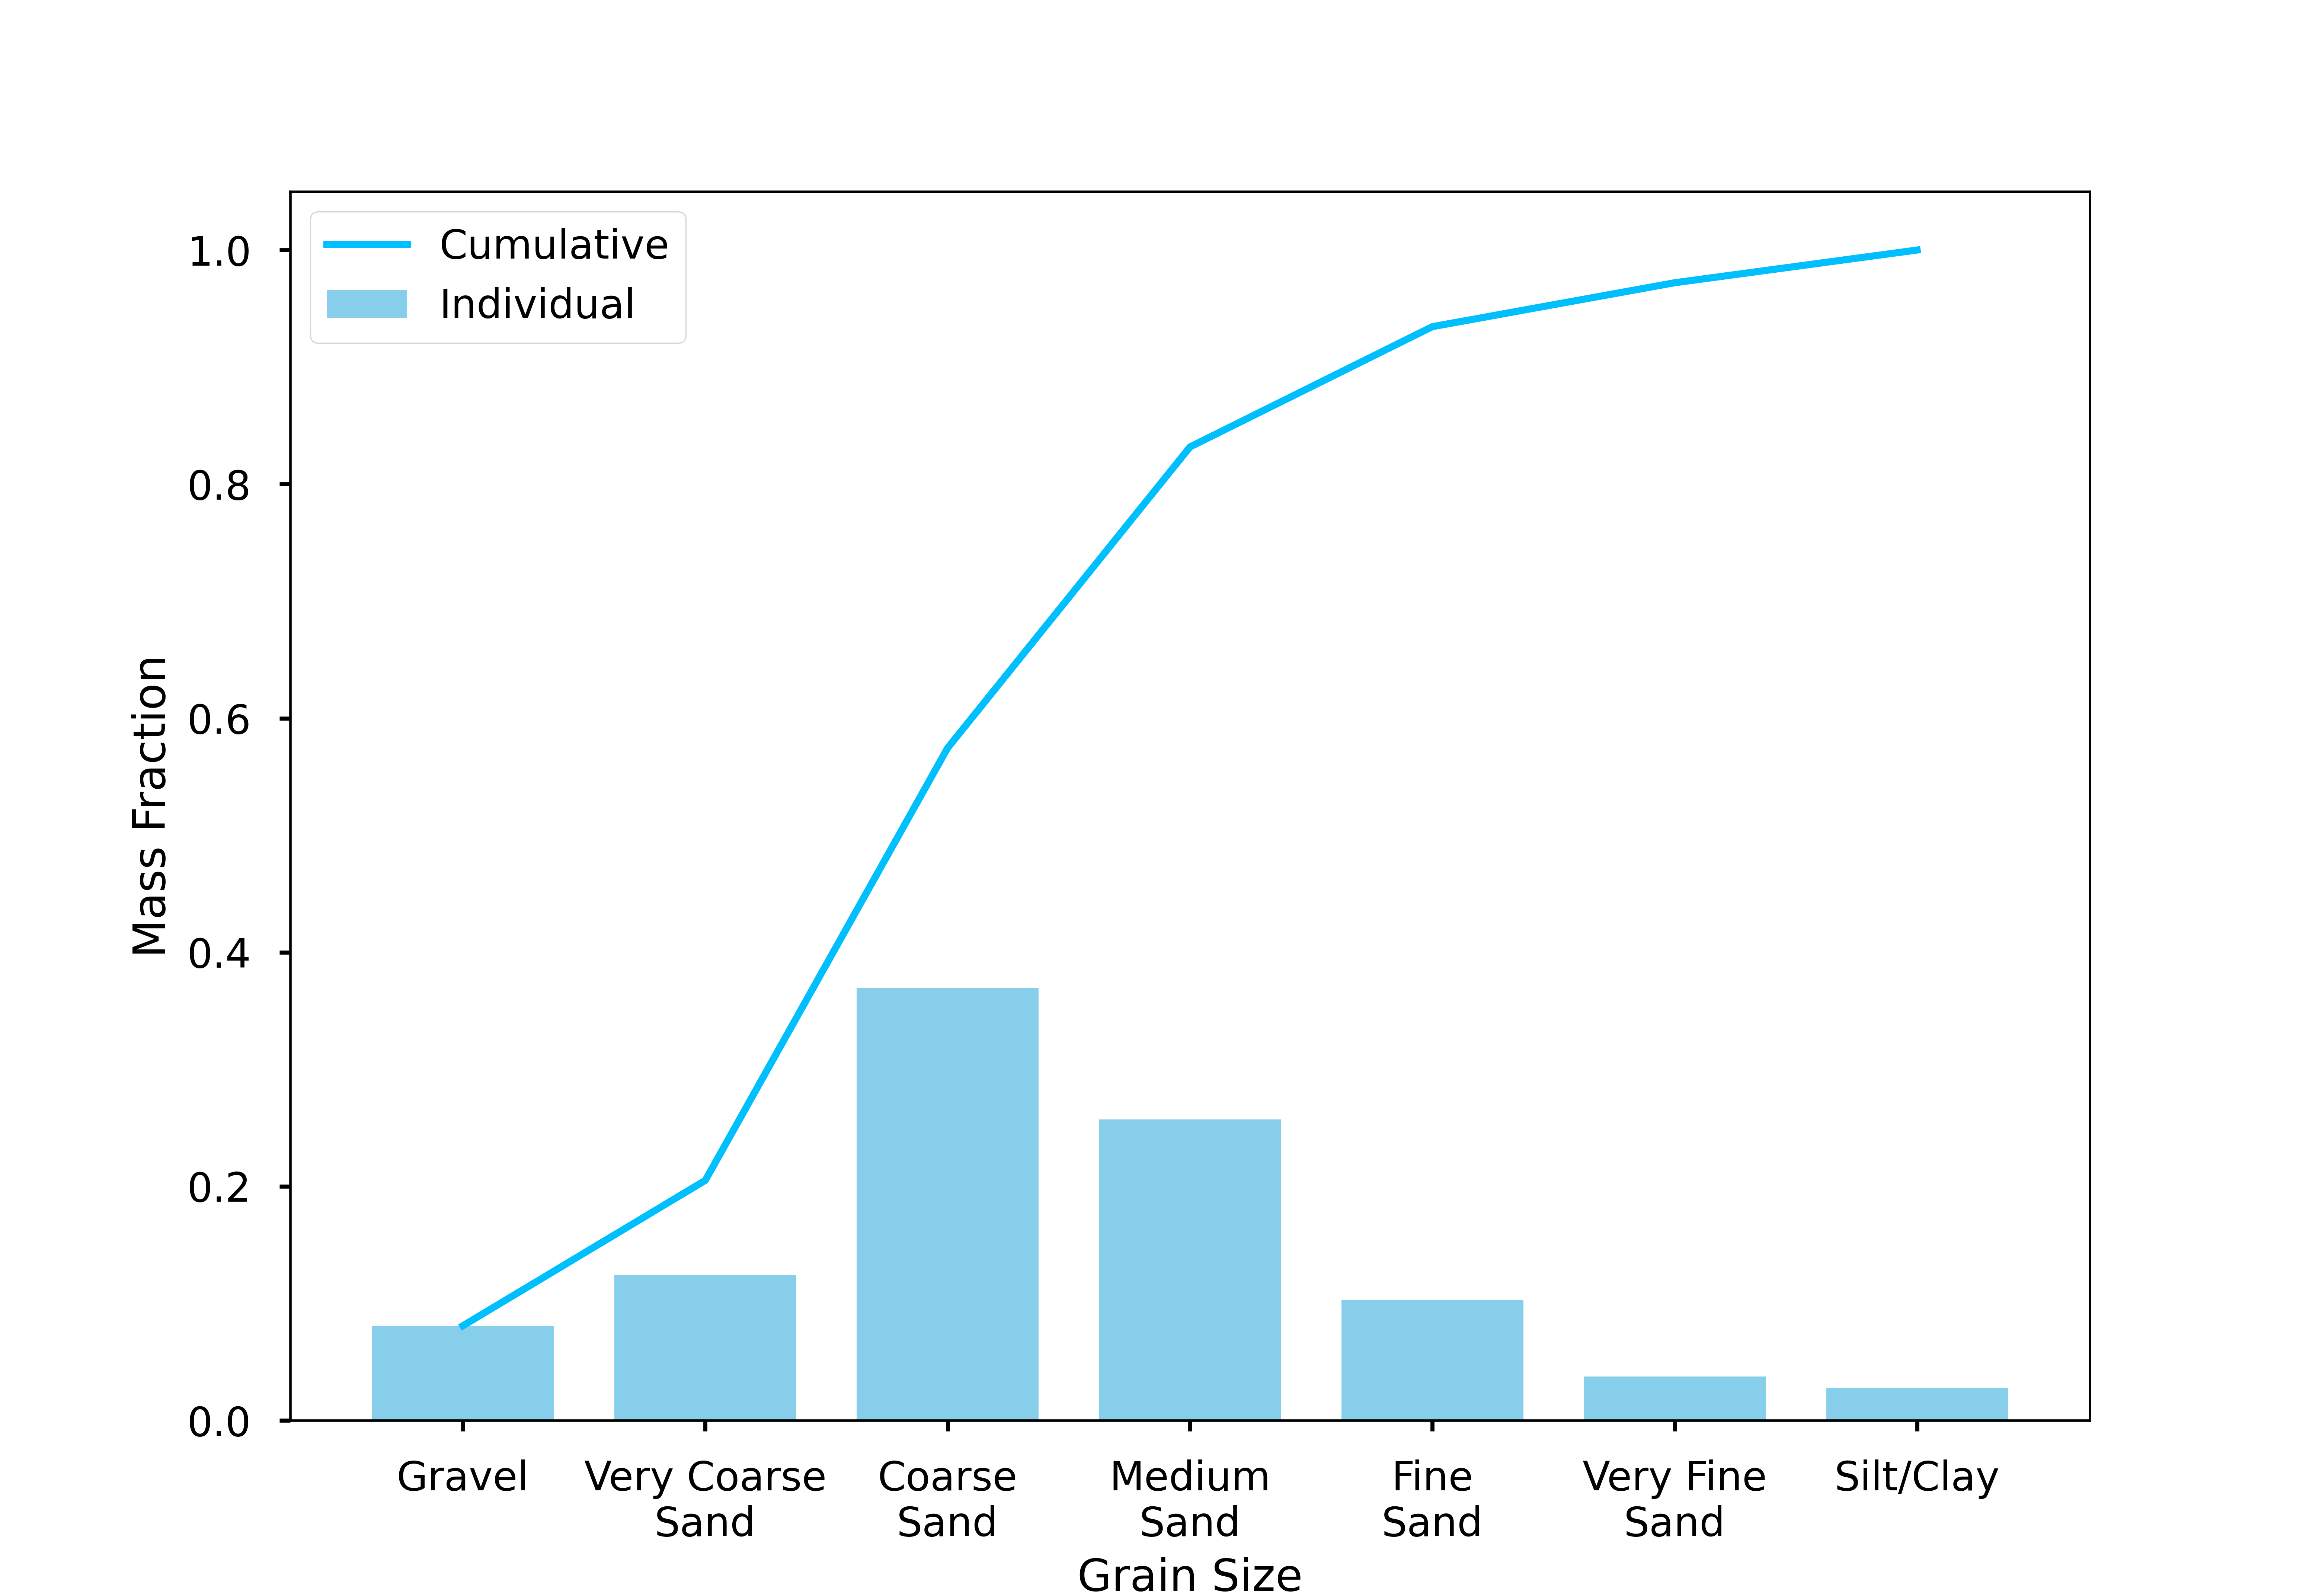 Cumulative
Individual
1.0
0.8
0.6
0.4
0.2
0.0
Mass Fraction
Gravel
Very Coarse
Sand
Coarse
Sand
Medium
Sand
Fine
Sand
Very Fine
Sand
Silt/Clay
Grain Size